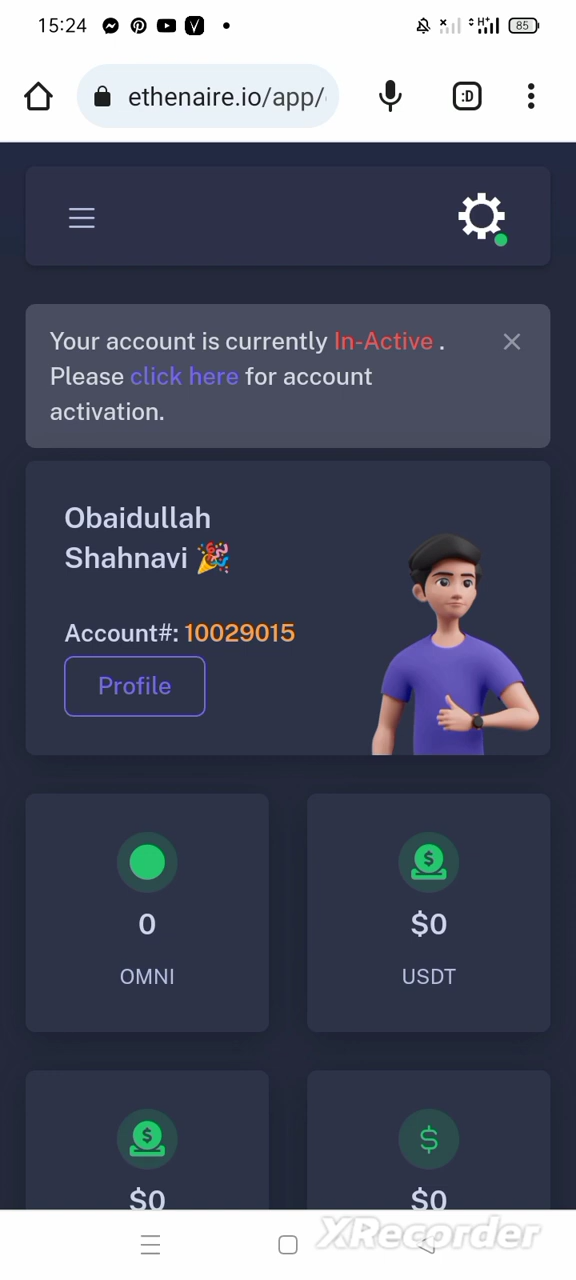 15:24
85
ethenaire.io/app/
:D
Your account is currently In-Active .
Please click here for account
activation.
Obaidullah
Shahnavi 🎉
Account#: 10029015
Profile
0
$0
OMNI
USDT
$0
$0
XRecorder